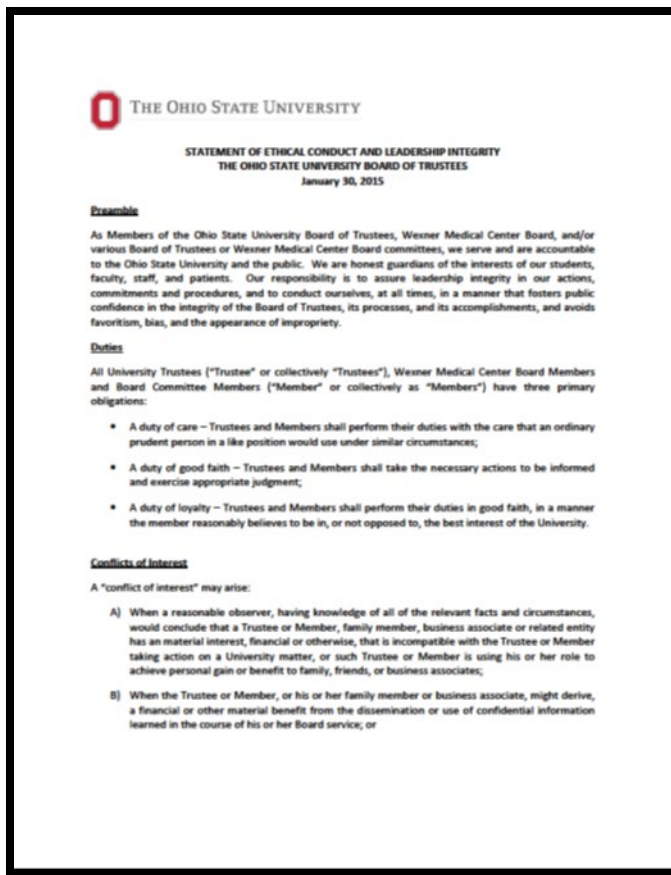 THE OHIO STATE UNIVERSITY
STATEMENT OF ETHICAL CONDUCT AND LEADERSHIP INTEGRITY
THE OHIO STATE UNIVERSITY BOARD OF TRUSTEES
January 30, 2015
Preamble
As Members of the Ohio State University Board of Trustees, Wexner Medical Center Board, and/or
various Board of Trustees or Wexner Medical Center Board committees, we serve and are accountable
to the Ohio State University and the public. We are honest guardians of the interests of our students,
faculty, staff, and patients. Our responsibility is to assure leadership integrity in our actions,
commitments and procedures, and to conduct ourselves, at all times, in a manner that fosters public
confidence in the integrity of the Board of Trustees, its processes, and its accomplishments, and avoids
favoritism, bias, and the appearance of impropriety.
Duties
All University Trustees ("Trustee" or collectively "Trustees"), Wexner Medical Center Board Members
and Board Committee Members ("Member" or collectively as "Members") have three primary
obligations:
• A duty of care – Trustees and Members shall perform their duties with the care that an ordinary
prudent person in a like position would use under similar circumstances;
• A duty of good faith – Trustees and Members shall take the necessary actions to be informed
and exercise appropriate judgment;
• A duty of loyalty – Trustees and Members shall perform their duties in good faith, in a manner
the member reasonably believes to be in, or not opposed to, the best interest of the University.
Conflicts of Interest
A "conflict of interest" may arise:
A) When a reasonable observer, having knowledge of all of the relevant facts and circumstances,
would conclude that a Trustee or Member, family member, business associate or related entity
has an material interest, financial or otherwise, that is incompatible with the Trustee or Member
taking action on a University matter, or such Trustee or Member is using his or her role to
achieve personal gain or benefit to family, friends, or business associates;
B) When the Trustee or Member, or his or her family member or business associate, might derive,
a financial or other material benefit from the dissemination or use of confidential information
learned in the course of his or her Board service; or